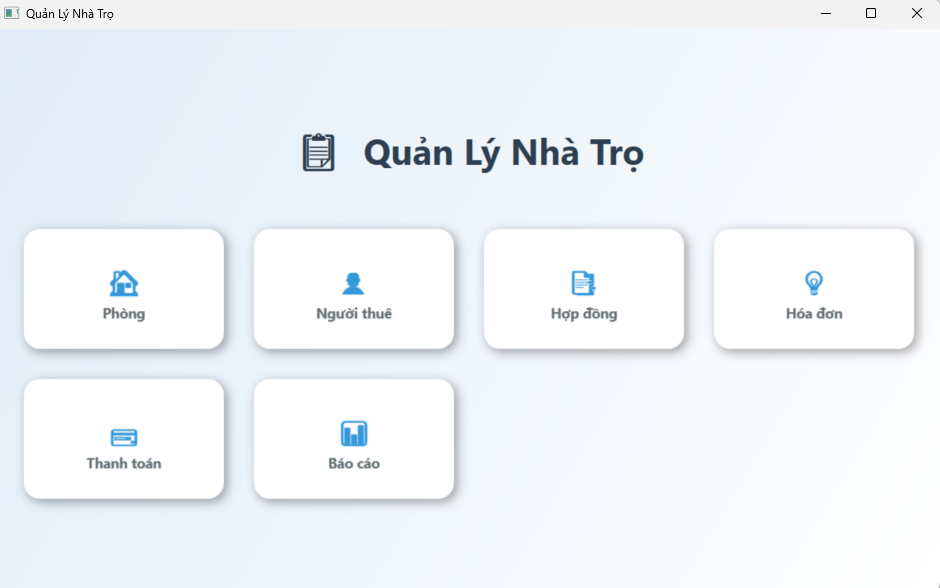 Quản Lý Nhà Trọ
Quản Lý Nhà Trọ
Phòng
Người thuê
Hợp đồng
Hóa đơn
Thanh toán
Báo cáo